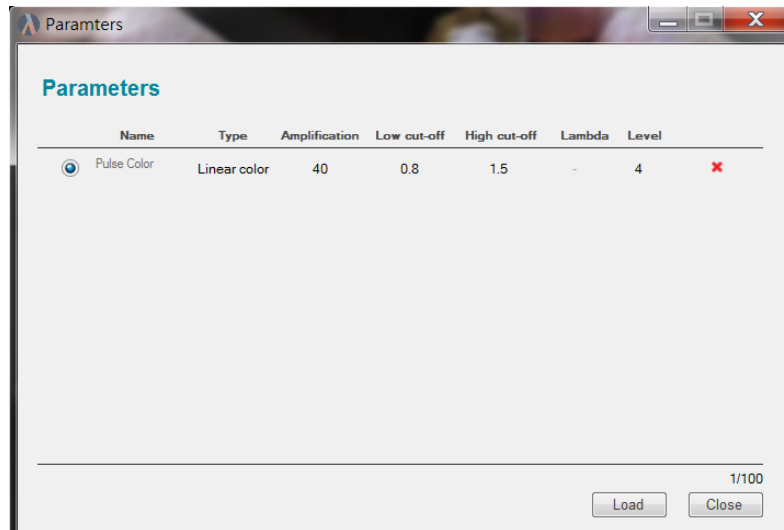 Paramters
Parameters
Name Type Amplification Low cut-off High cut-off Lambda Level
Pulse Color Linear color 40 0.8 1.5 - 4
1/100
Load Close